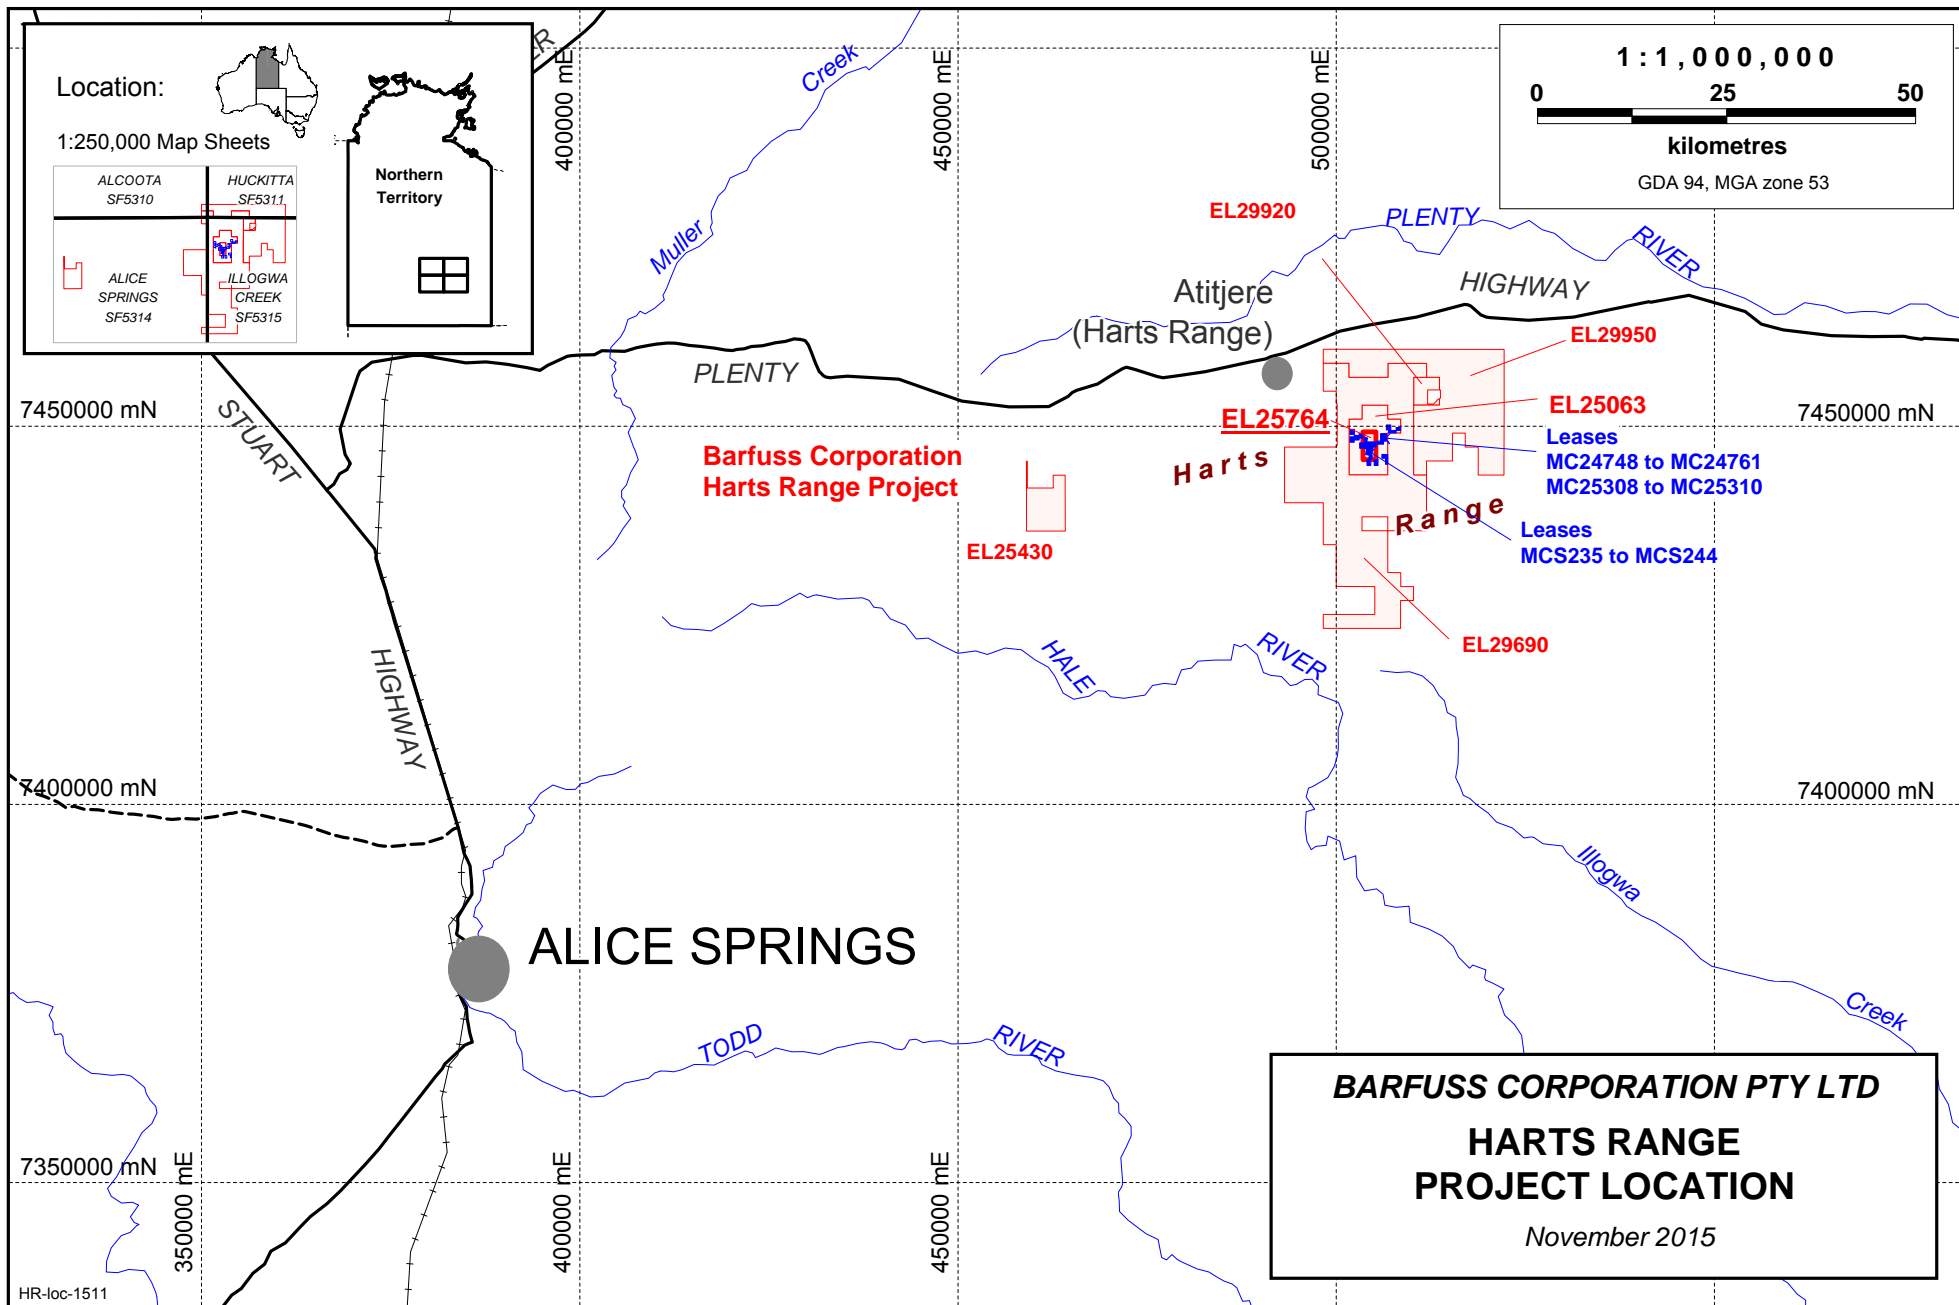 Location:
1:250,000 Map Sheets
ALCOOTA
SF5310
HUCKITTA
SF5311
ALICE
SPRINGS
SF5314
ILLOGWA
CREEK
SF5315
Northern
Territory
400000 mE
450000 mE
500000 mE
1:1,000,000
0 25 50
kilometres
GDA 94, MGA zone 53
Creek
Muller
EL29920
PLENTY
RIVER
HIGHWAY
Atitjere
(Harts Range)
EL29950
PLENTY
7450000 mN
STUART
EL25764
EL25063
7450000 mN
Barfuss Corporation
Harts Range Project
Harts
Range
Leases
MC24748 to MC24761
MC25308 to MC25310
Leases
MCS235 to MCS244
EL25430
EL29690
HALE
RIVER
HIGHWAY
7400000 mN
7400000 mN
Illogwa
Creek
ALICE SPRINGS
TODD
RIVER
7350000 mN
350000 mE
400000 mE
450000 mE
BARFUSS CORPORATION PTY LTD
HARTS RANGE
PROJECT LOCATION
November 2015
HR-loc-1511